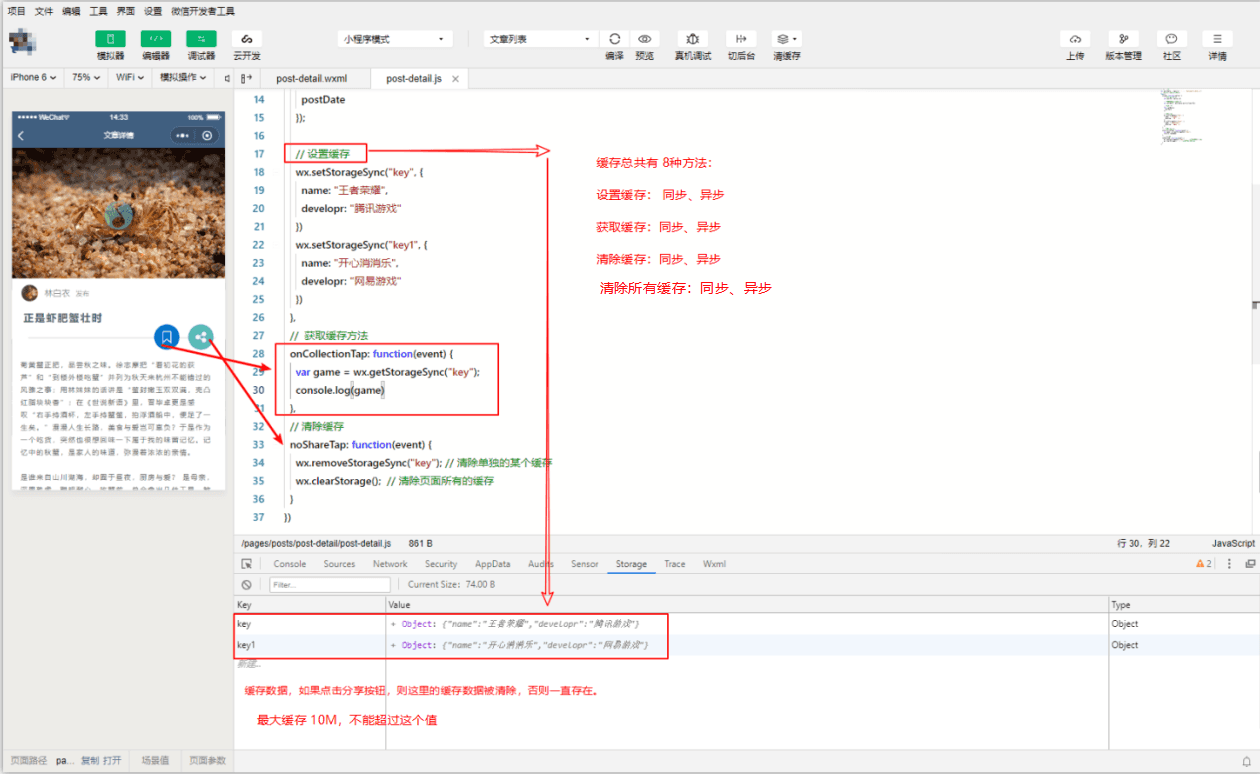 项目 文件 编辑 工具 界面 设置 微信开发者工具
模拟器 编辑器 调试器 云开发
小程序模式 文章列表
编译 预览 真机调试 切后台 清缓存
上传 版本管理 社区 详情
iPhone 6 75% WiFi 模拟操作
post-detail.wxml post-detail.js
WeChat 14:33 100%
文章详情
林白衣 发布
正是虾肥蟹壮时
14 postDate
15 });
16
17 // 设置缓存
18 wx.setStorageSync("key", {
19 name: "王者荣耀",
20 developr: "腾讯游戏"
21 })
22 wx.setStorageSync("key1", {
23 name: "开心消消乐",
24 developr: "网易游戏"
25 })
26 },
27 // 获取缓存方法
28 onCollectionTap: function(event) {
29 var game = wx.getStorageSync("key");
30 console.log(game)
31 },
32 // 清除缓存
33 noShareTap: function(event) {
34 wx.removeStorageSync("key"); // 清除单独的某个缓存
35 wx.clearStorage(); // 清除页面所有的缓存
36 }
37 })
缓存总共有 8种方法：
设置缓存： 同步、异步
获取缓存：同步、异步
清除缓存：同步、异步
清除所有缓存：同步、异步
/pages/posts/post-detail/post-detail.js 861 B 行 30，列 22 JavaScript
Console Sources Network Security AppData Audits Sensor Storage Trace Wxml 2
Filter... Current Size: 74.00 B
Key Value Type
key + Object: {"name":"王者荣耀","developr":"腾讯游戏"} Object
key1 + Object: {"name":"开心消消乐","developr":"网易游戏"} Object
新建...
缓存数据，如果点击分享按钮，则这里的缓存数据被清除，否则一直存在。
最大缓存 10M，不能超过这个值
页面路径 pa... 复制 打开 场景值 页面参数